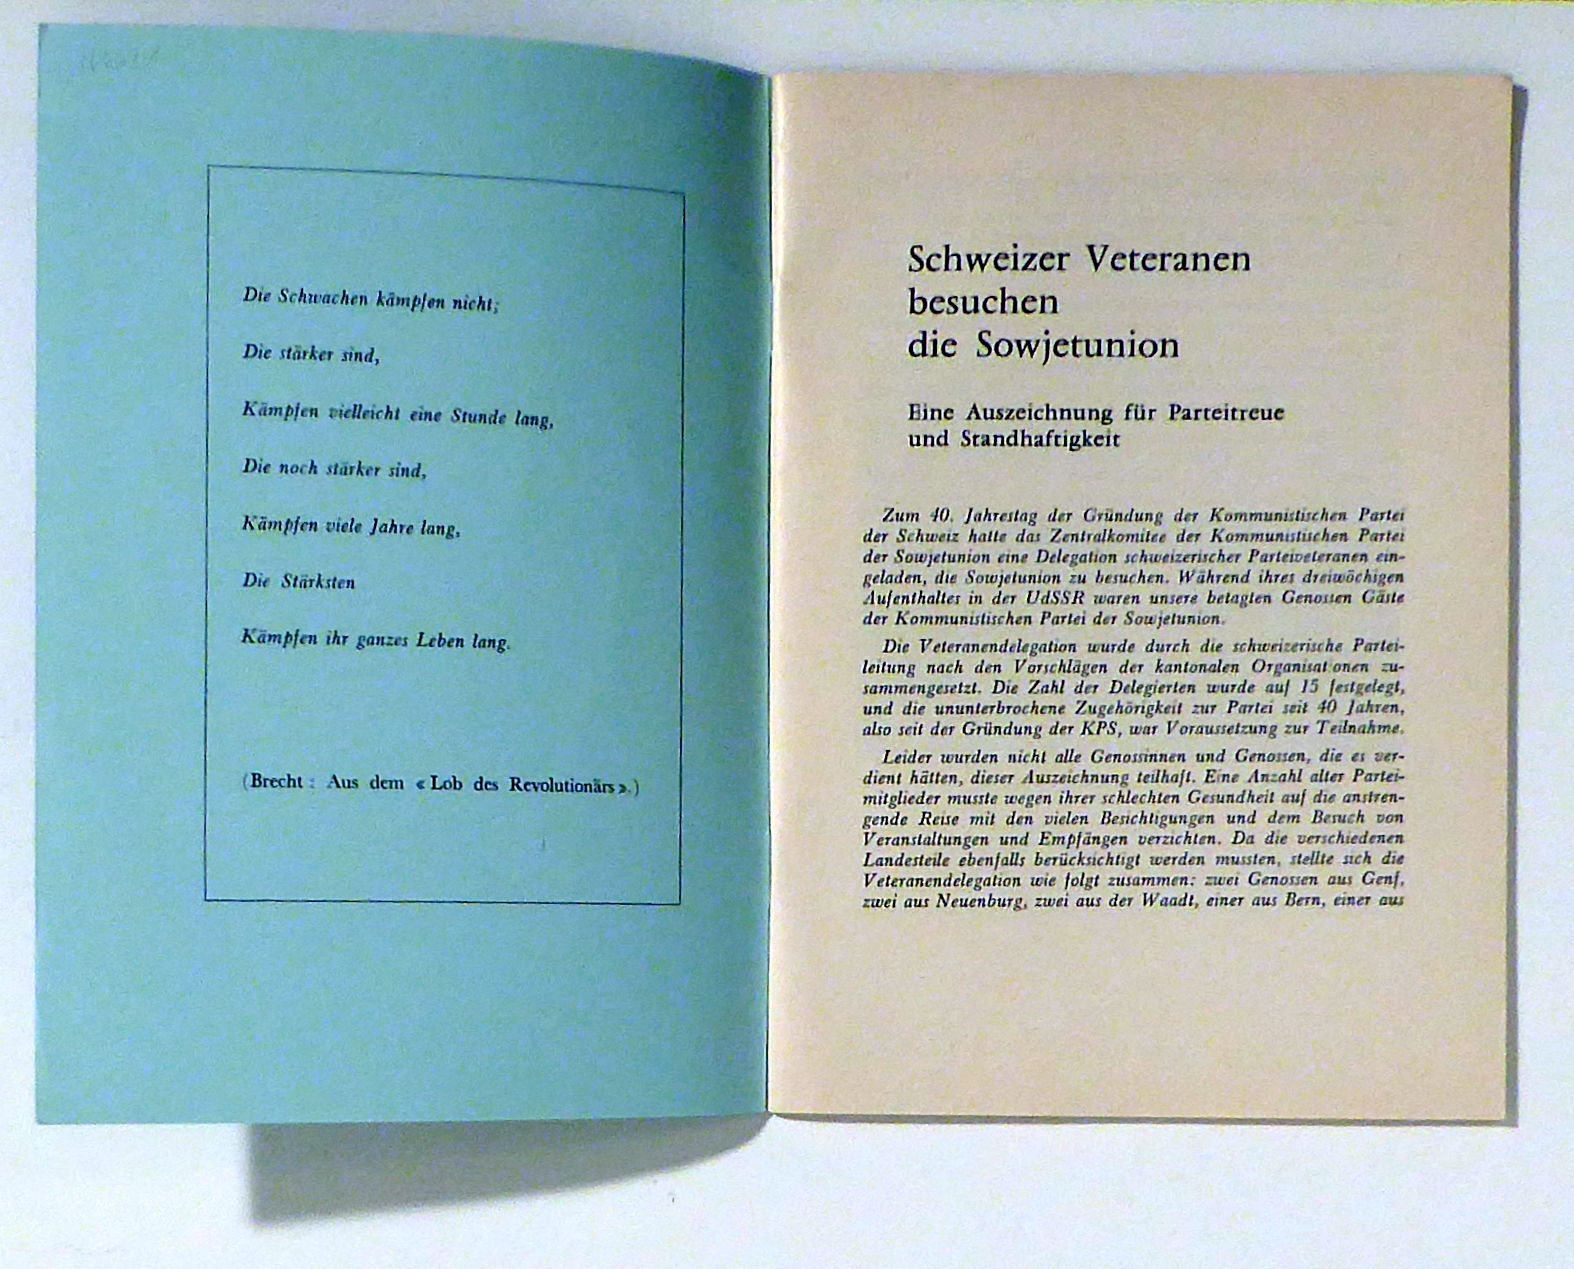 Die Schwachen kämpfen nicht;
Die stärker sind,
Kämpfen vielleicht eine Stunde lang,
Die noch stärker sind,
Kämpfen viele Jahre lang,
Die Stärksten
Kämpfen ihr ganzes Leben lang.
(Brecht : Aus dem « Lob des Revolutionärs ».)
Schweizer Veteranen
besuchen
die Sowjetunion
Eine Auszeichnung für Parteitreue
und Standhaftigkeit
Zum 40. Jahrestag der Gründung der Kommunistischen Partei
der Schweiz hatte das Zentralkomitee der Kommunistischen Partei
der Sowjetunion eine Delegation schweizerischer Parteiveteranen ein-
geladen, die Sowjetunion zu besuchen. Während ihres dreiwöchigen
Aufenthaltes in der UdSSR waren unsere betagten Genossen Gäste
der Kommunistischen Partei der Sowjetunion.
Die Veteranendelegation wurde durch die schweizerische Partei-
leitung nach den Vorschlägen der kantonalen Organisationen zu-
sammengesetzt. Die Zahl der Delegierten wurde auf 15 festgelegt,
und die ununterbrochene Zugehörigkeit zur Partei seit 40 Jahren,
also seit der Gründung der KPS, war Voraussetzung zur Teilnahme.
Leider wurden nicht alle Genossinnen und Genossen, die es ver-
dient hätten, dieser Auszeichnung teilhaft. Eine Anzahl alter Partei-
mitglieder musste wegen ihrer schlechten Gesundheit auf die anstren-
gende Reise mit den vielen Besichtigungen und dem Besuch von
Veranstaltungen und Empfängen verzichten. Da die verschiedenen
Landesteile ebenfalls berücksichtigt werden mussten, stellte sich die
Veteranendelegation wie folgt zusammen: zwei Genossen aus Genf,
zwei aus Neuenburg, zwei aus der Waadt, einer aus Bern, einer aus